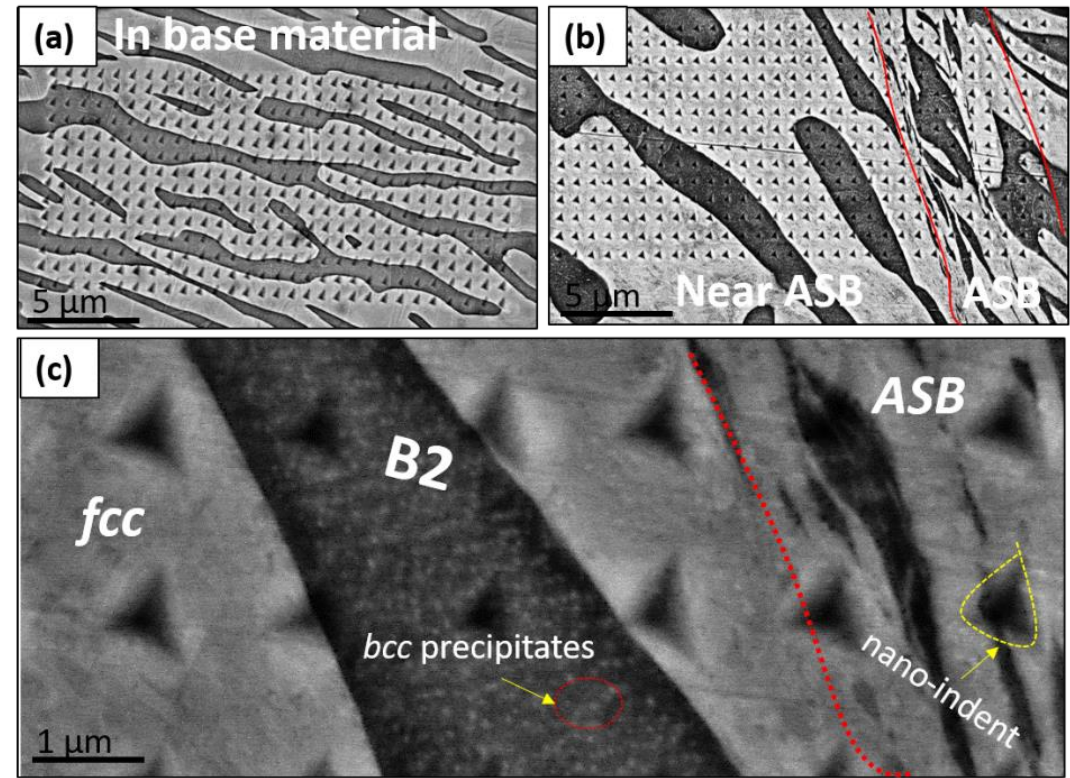 (a)
In base material
5 µm
(b)
5 µm
Near ASB
ASB
(c)
ASB
B2
fcc
bcc precipitates
nano-indent
1 µm